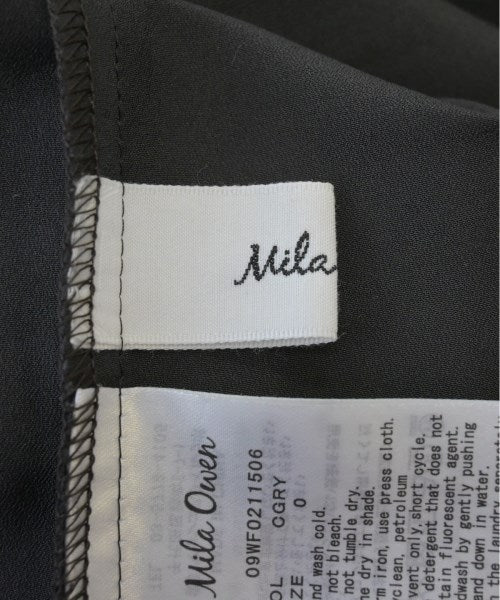 Mila
Mila Owen
09WF0211506
OL CGRY
ZE 0
nd wash cold.
not bleach.
not tumble dry.
ne dry in shade.
rm iron, use press cloth.
clean, petroleum
vent only,short cycle.
detergent that does not
tain fluorescent agent.
dwash by gently pushing
and down in water.